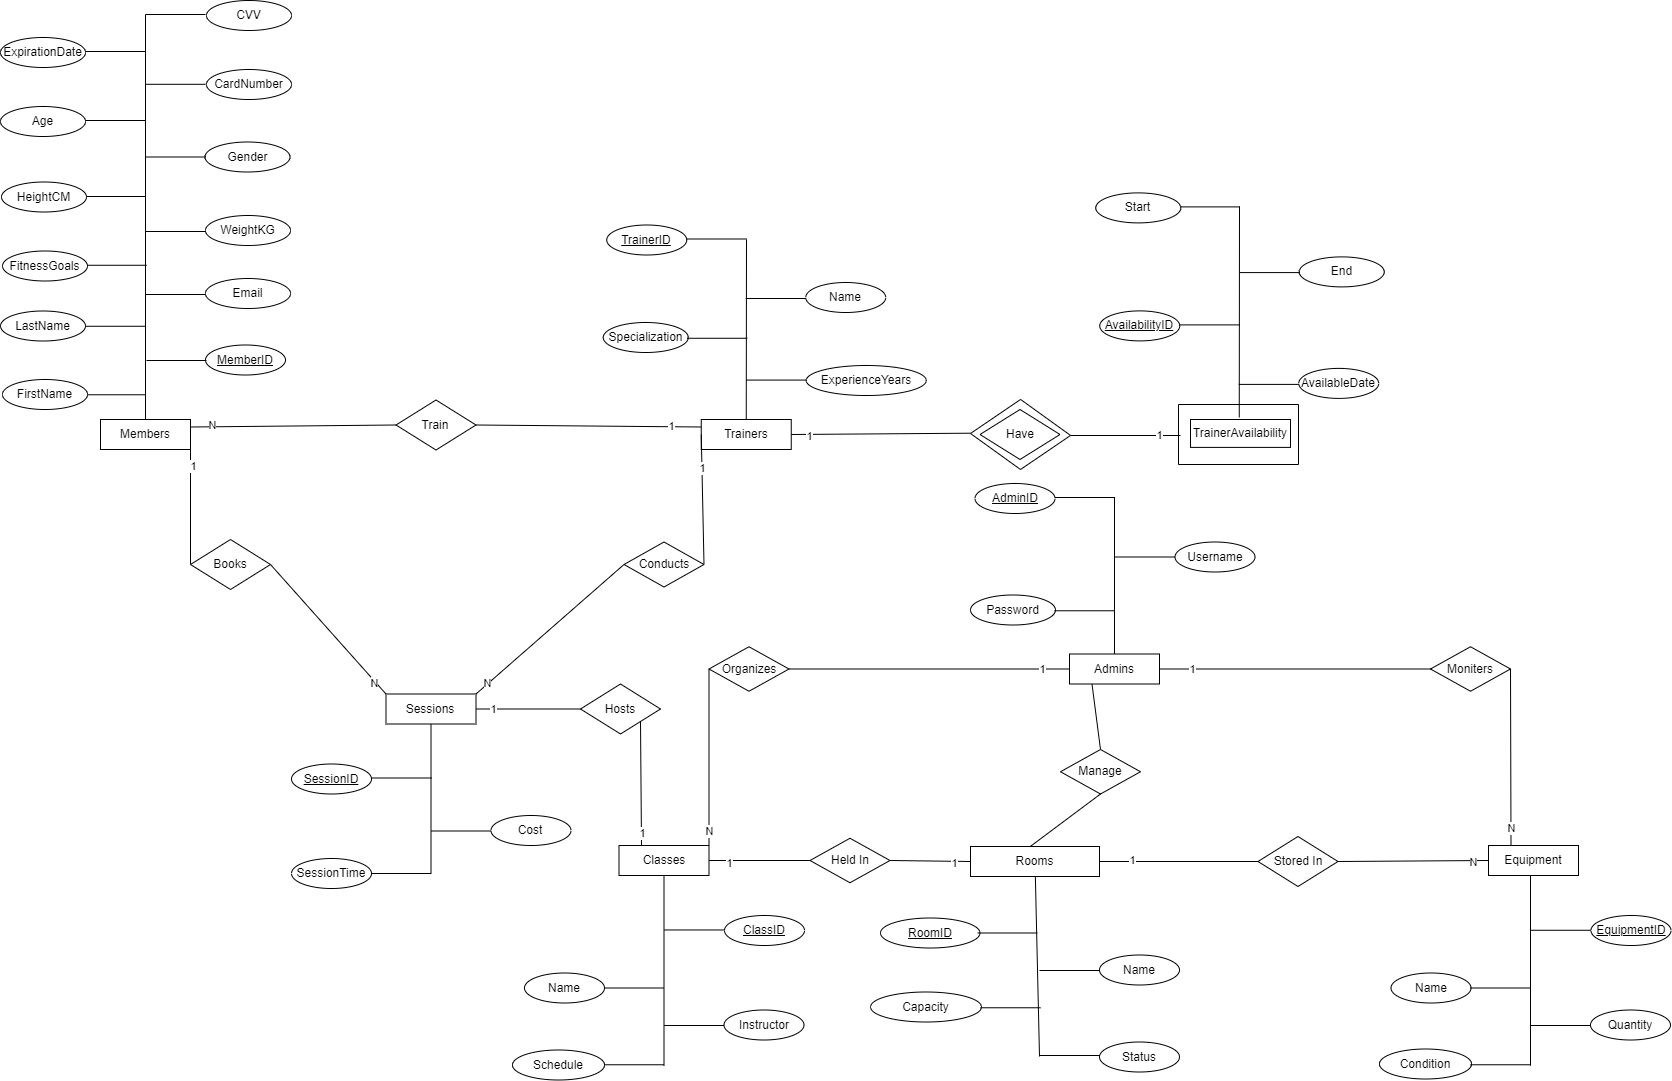 CVV
ExpirationDate
CardNumber
Age
Gender
HeightCM
WeightKG
FitnessGoals
Email
LastName
MemberID
FirstName
Members
N
Train
1
TrainerID
Name
Specialization
ExperienceYears
Trainers
1
Have
1
Start
End
AvailabilityID
AvailableDate
TrainerAvailability
1
1
Books
Conducts
N
N
AdminID
Username
Password
Organizes
1
Admins
1
Moniters
Sessions
1
Hosts
Manage
SessionID
Cost
SessionTime
1
N
N
Classes
1
Held In
1
Rooms
1
Stored In
N
Equipment
ClassID
Name
Instructor
Schedule
RoomID
Name
Capacity
Status
EquipmentID
Name
Quantity
Condition